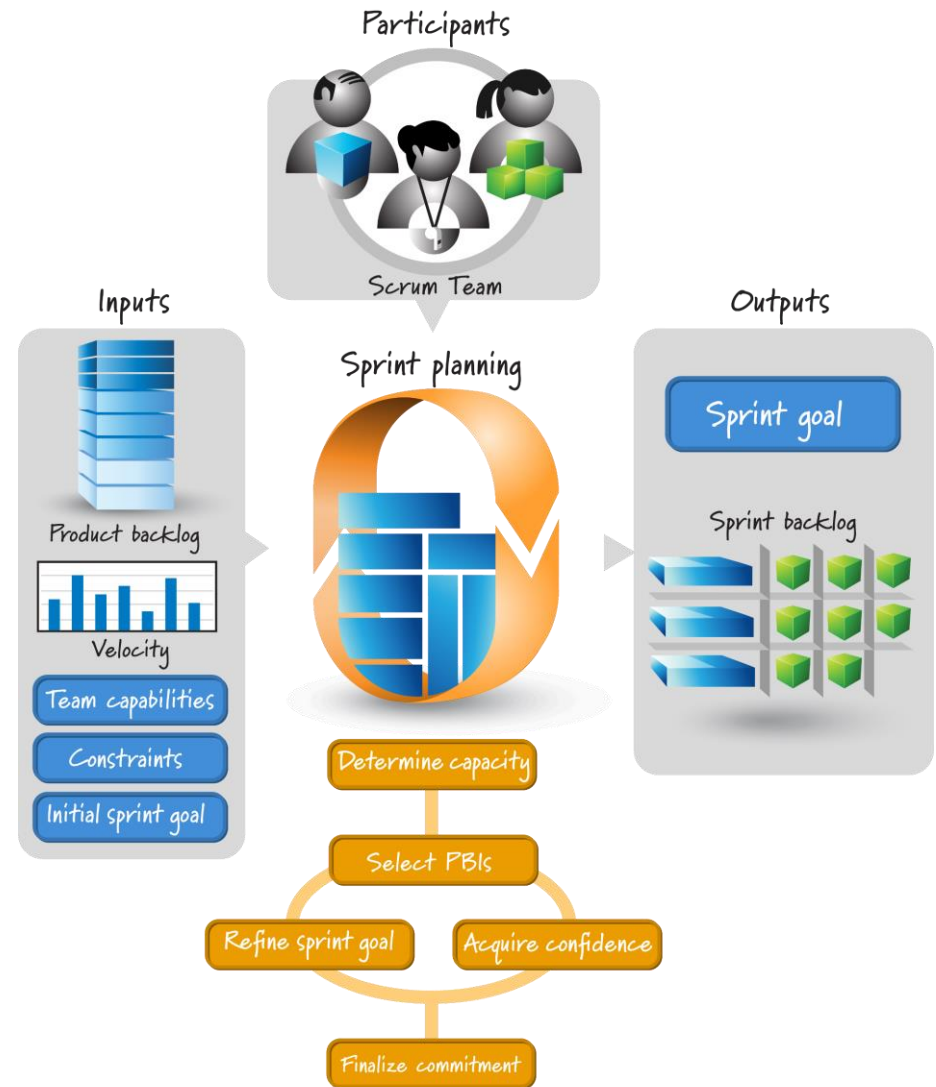 Participants
Scrum Team
Inputs
Product backlog
Velocity
Team capabilities
Constraints
Initial sprint goal
Sprint planning
Determine capacity
Select PBIs
Refine sprint goal
Acquire confidence
Finalize commitment
Outputs
Sprint goal
Sprint backlog